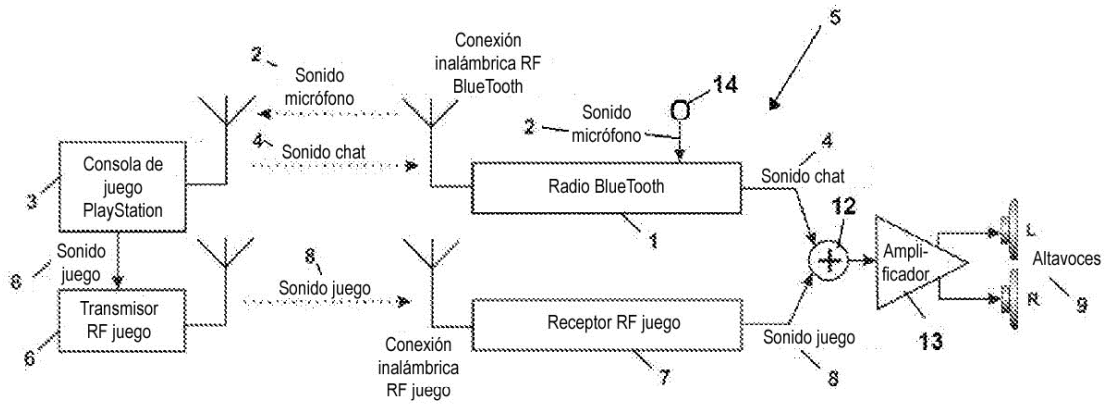 2
Sonido
micrófono
Conexión
inalámbrica RF
BlueTooth
4
Sonido chat
14
2
Sonido
micrófono
5
Consola de
juego
PlayStation
3
Radio BlueTooth
1
4
Sonido chat
12
Sonido
juego
8
Transmisor
RF juego
6
8
Sonido juego
Conexión
inalámbrica
RF juego
Receptor RF juego
7
Sonido juego
8
+
Ampli-
ficador
13
L
R
Altavoces
9